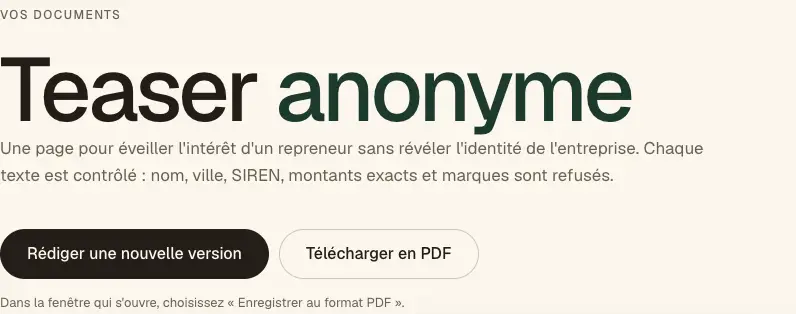 VOS DOCUMENTS
Teaser anonyme
Une page pour éveiller l'intérêt d'un repreneur sans révéler l'identité de l'entreprise. Chaque
texte est contrôlé : nom, ville, SIREN, montants exacts et marques sont refusés.
Rédiger une nouvelle version
Télécharger en PDF
Dans la fenêtre qui s'ouvre, choisissez « Enregistrer au format PDF ».